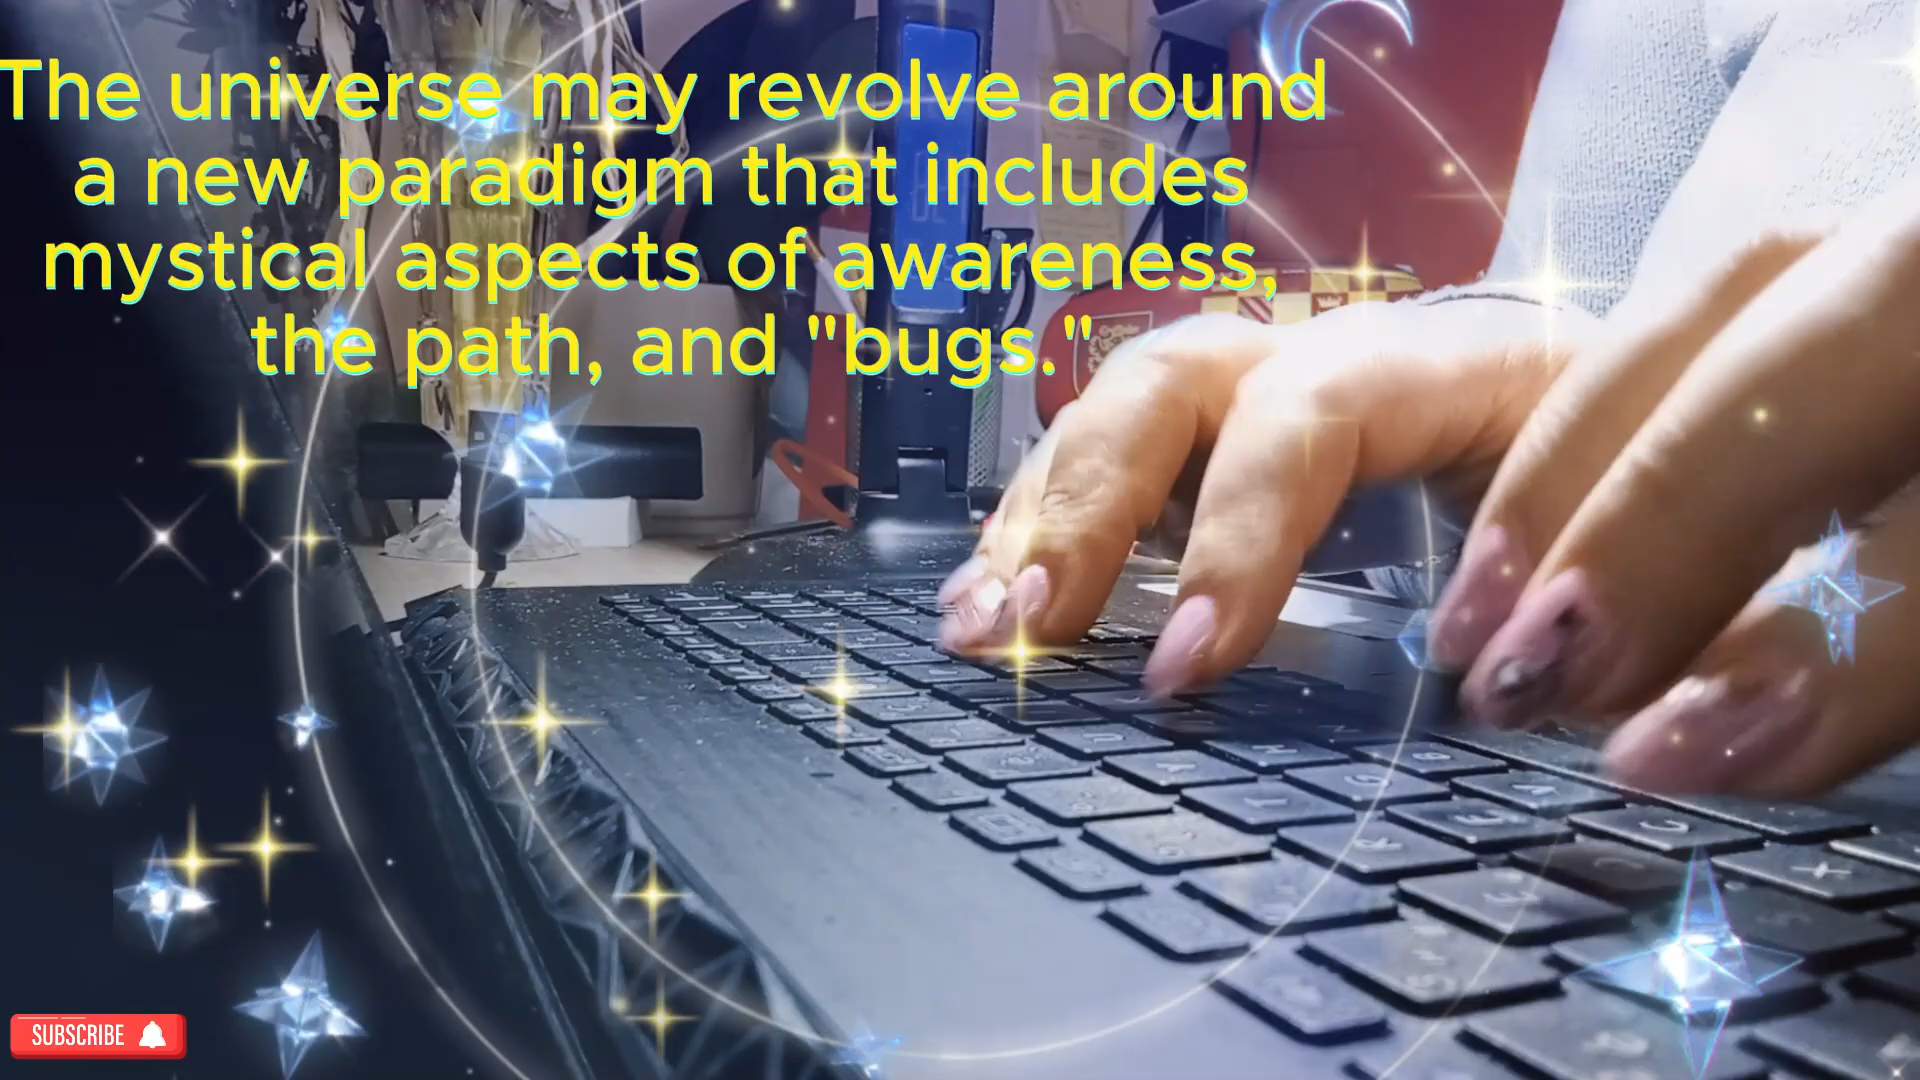 The universe may revolve around
a new paradigm that includes
mystical aspects of awareness,
the path, and "bugs."
SUBSCRIBE